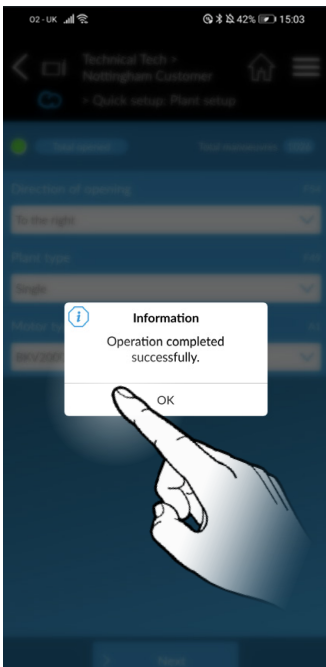 O2 - UK 42% 15:03
Technical Tech >
Nottingham Customer
> Quick setup: Plant setup
Direction of opening
To the right
Plant type
Single
Information
Operation completed
successfully.
OK
Next